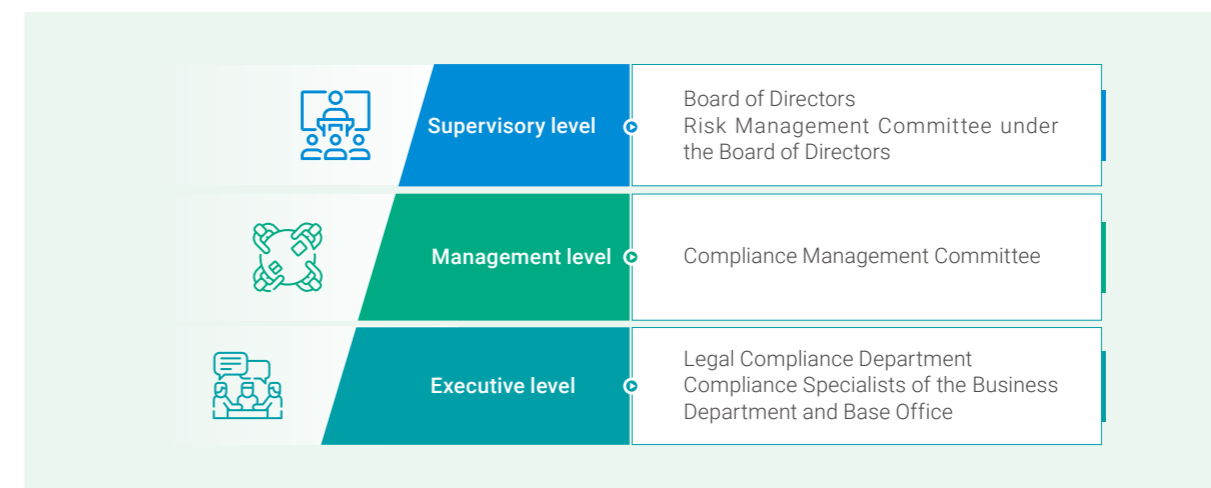 Supervisory level
Board of Directors
Risk Management Committee under
the Board of Directors
Management level
Compliance Management Committee
Executive level
Legal Compliance Department
Compliance Specialists of the Business
Department and Base Office